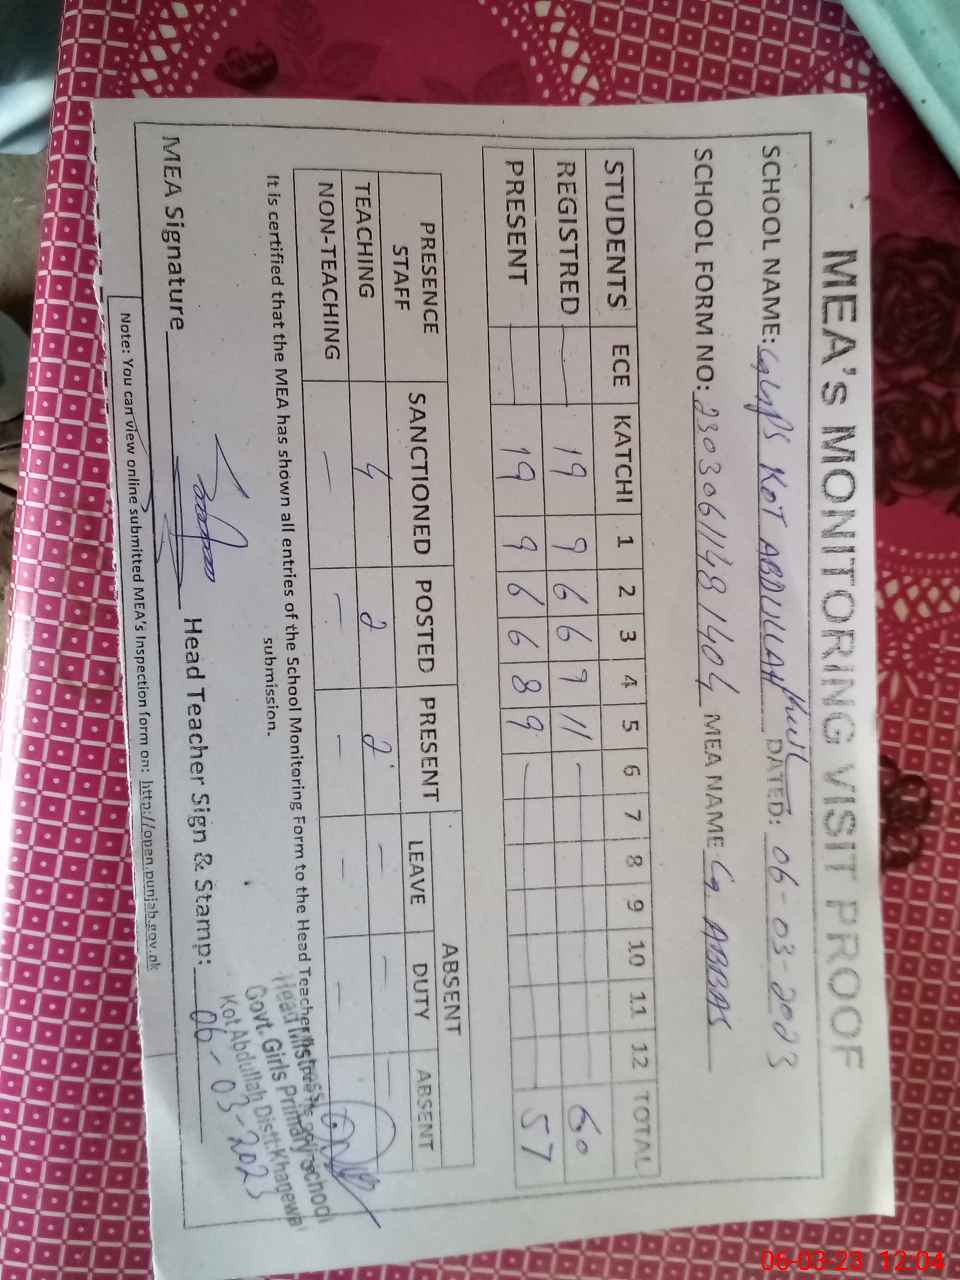 MEA's MONITORING VISIT PROOF
SCHOOL NAME: GGPS KOT ABDULLAH DATED: 06-03-2023
SCHOOL FORM NO: 23030611481404 MEA NAME G. ABBAS
STUDENTS ECE KATCHI 1 2 3 4 5 6 7 8 9 10 11 12 TOTAL
REGISTRED — 19 9 6 6 9 11 — 60
PRESENT — 19 9 6 6 8 9 — 57
PRESENCE STAFF SANCTIONED POSTED PRESENT ABSENT
LEAVE DUTY ABSENT
TEACHING 4 2 2 — — —
NON-TEACHING — — — — —
It is certified that the MEA has shown all entries of the School Monitoring Form to the Head Teacher
submission.
Head Mistress
Govt. Girls Primary School
Kot Abdullah Distt: Khanewal
MEA Signature Head Teacher Sign & Stamp: 06-03-2023
Note: You can view online submitted MEA's Inspection form on: http://open.punjab.gov.pk
06-03-23 12:04